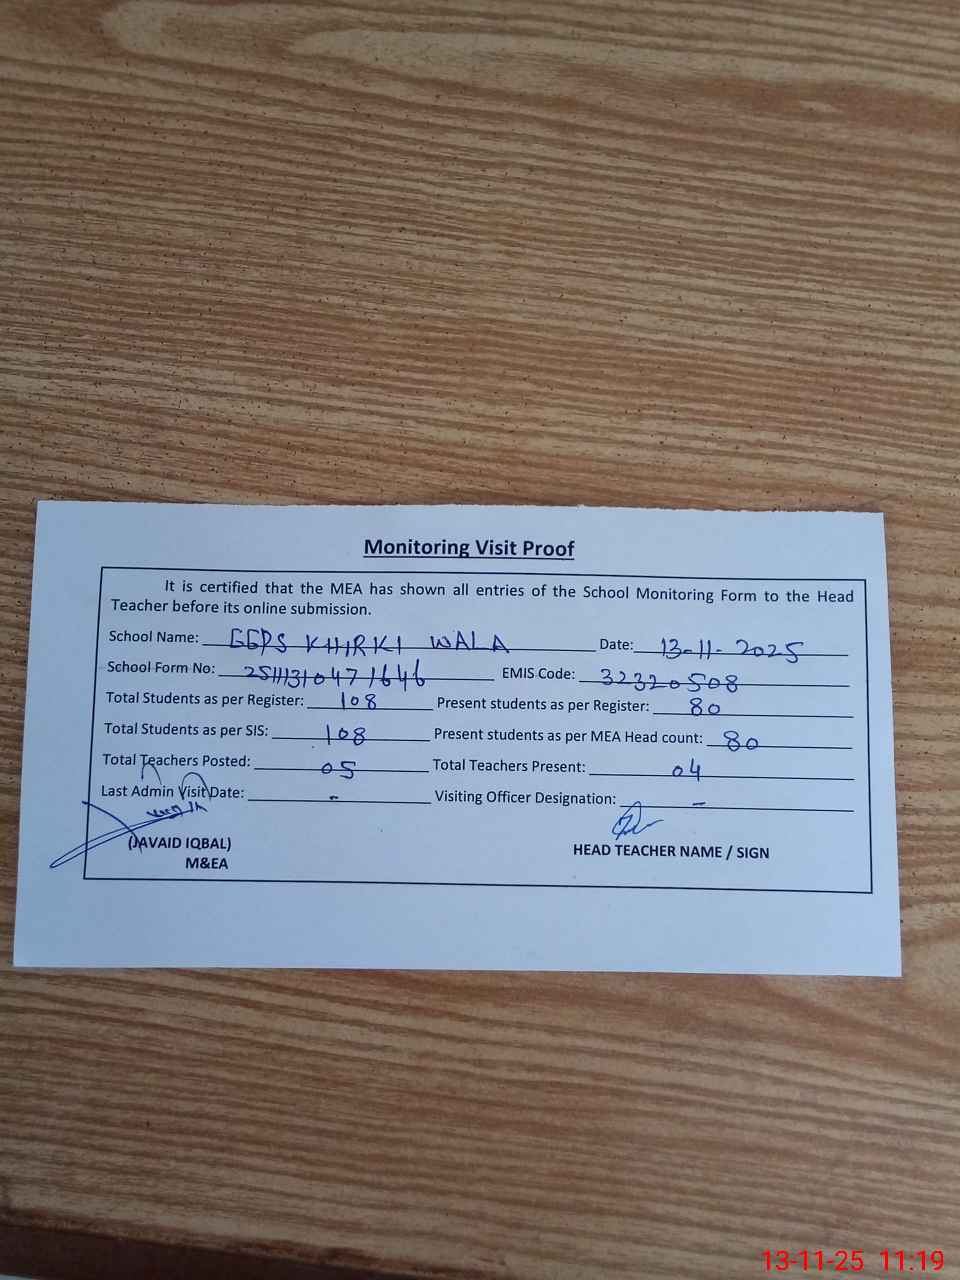 Monitoring Visit Proof
It is certified that the MEA has shown all entries of the School Monitoring Form to the Head
Teacher before its online submission.
School Name: GGPS KHIRKI WALA Date: 13-11-2025
School Form No: 25111310471646 EMIS Code: 32320508
Total Students as per Register: 108 Present students as per Register: 80
Total Students as per SIS: 108 Present students as per MEA Head count: 80
Total Teachers Posted: 05 Total Teachers Present: 04
Last Admin Visit Date: - Visiting Officer Designation: -
(JAVAID IQBAL)
M&EA
HEAD TEACHER NAME / SIGN
13-11-25 11:19